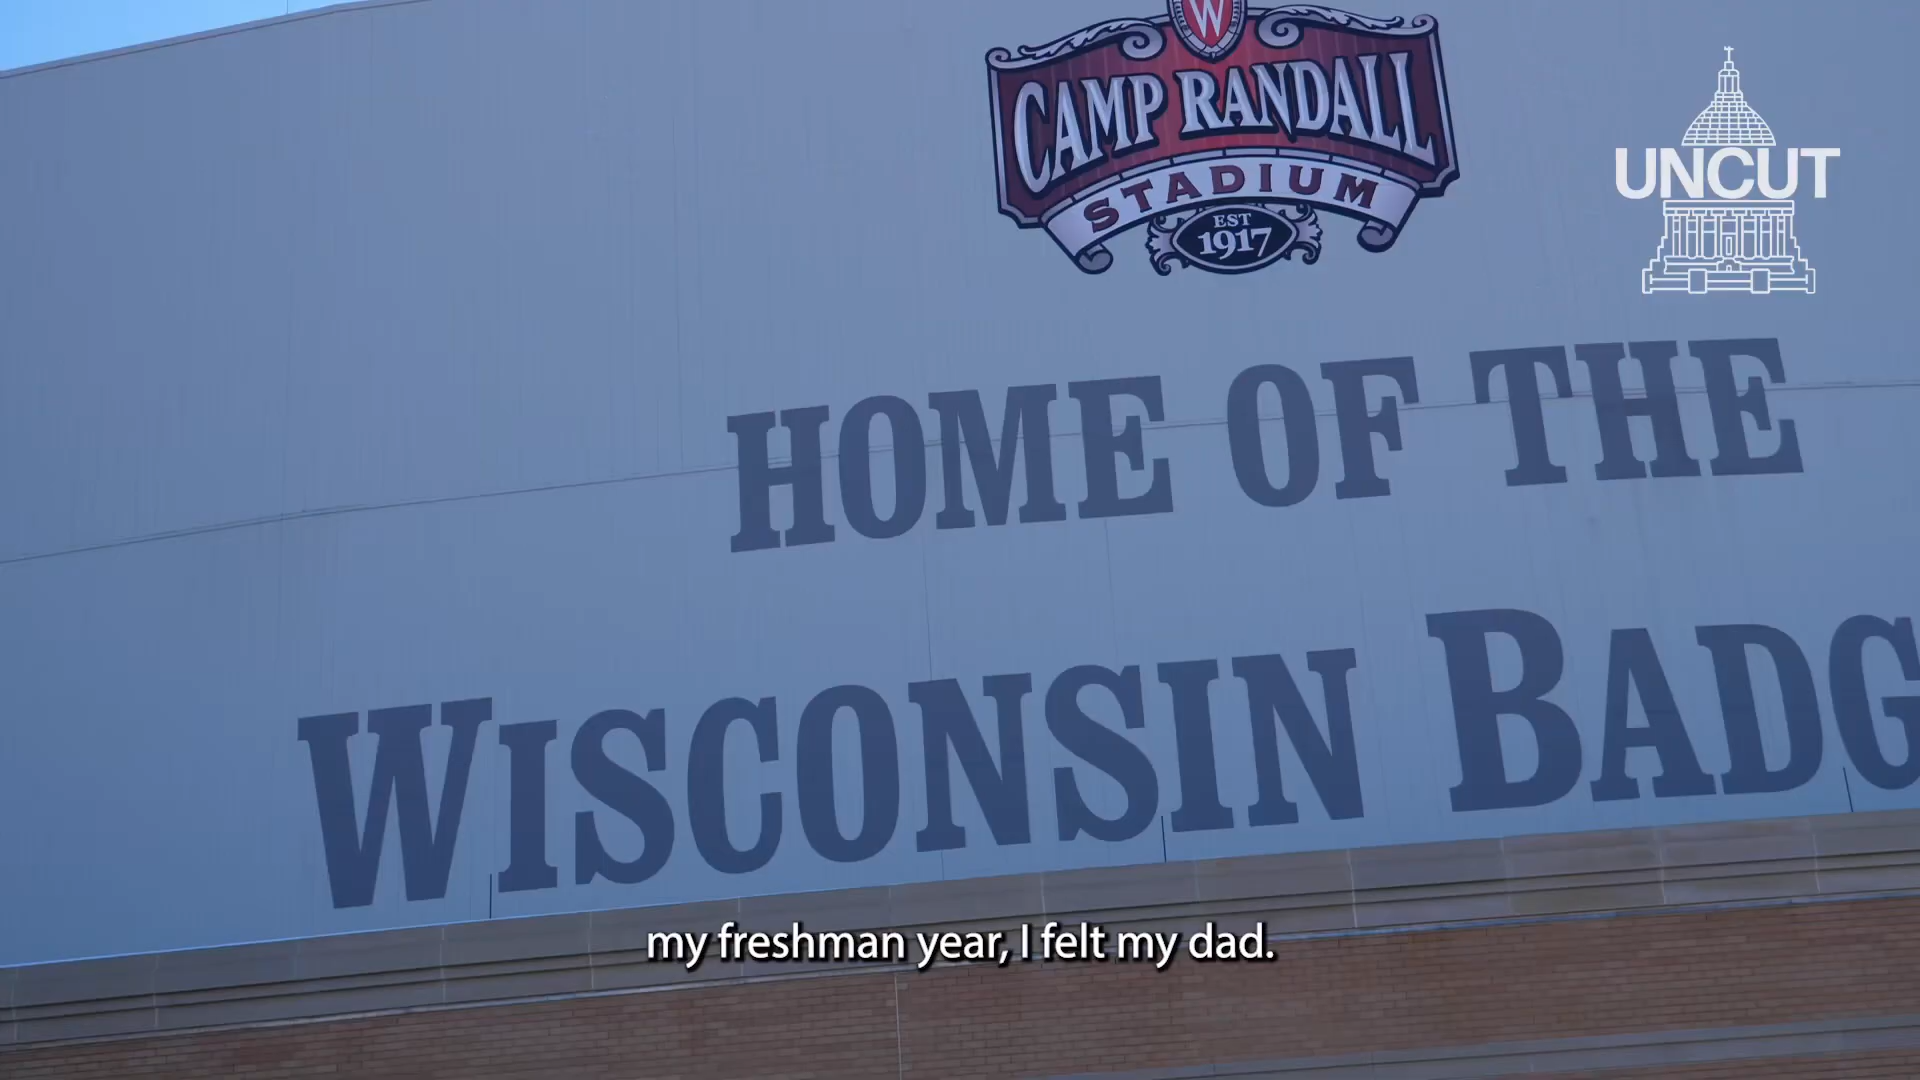 W
CAMP RANDALL
STADIUM
EST
1917
UNCUT
HOME OF THE
WISCONSIN BADG
my freshman year, I felt my dad.